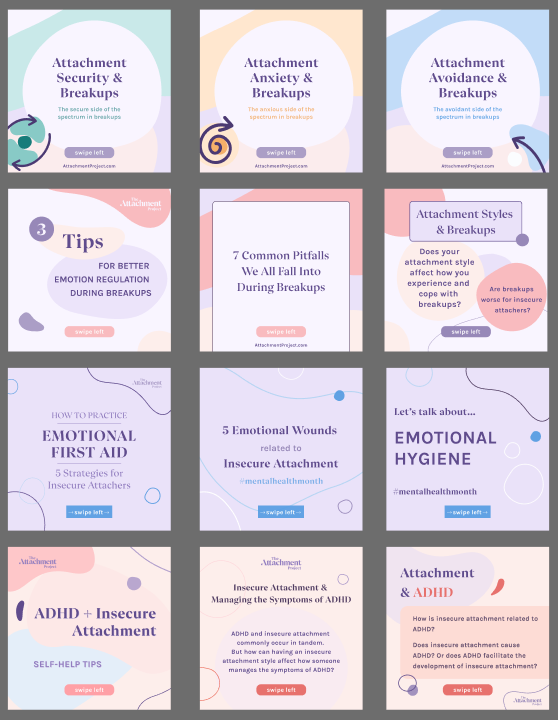 Attachment
Security &
Breakups
The secure side of the
spectrum in breakups
swipe left
AttachmentProject.com
Attachment
Anxiety &
Breakups
The anxious side of the
spectrum in breakups
swipe left
AttachmentProject.com
Attachment
Avoidance &
Breakups
The avoidant side of the
spectrum in breakups
swipe left
AttachmentProject.com
The
Attachment
Project
3
Tips
FOR BETTER
EMOTION REGULATION
DURING BREAKUPS
swipe left
7 Common Pitfalls
We All Fall Into
During Breakups
swipe left
AttachmentProject.com
Attachment Styles
& Breakups
Does your
attachment style
affect how you
experience and
cope with
breakups?
Are breakups
worse for insecure
attachers?
swipe left
The
Attachment
Project
HOW TO PRACTICE
EMOTIONAL
FIRST AID
5 Strategies for
Insecure Attachers
→swipe left→
5 Emotional Wounds
related to
Insecure Attachment
#mentalhealthmonth
→swipe left→
Let's talk about...
EMOTIONAL
HYGIENE
#mentalhealthmonth
→swipe left→
The
Attachment
Project
ADHD + Insecure
Attachment
SELF-HELP TIPS
swipe left
The
Attachment
Project
Insecure Attachment &
Managing the Symptoms of ADHD
ADHD and insecure attachment
commonly occur in tandem.
But how can having an insecure
attachment style affect how someone
manages the symptoms of ADHD?
swipe left
Attachment
& ADHD
How is insecure attachment related to
ADHD?
Does insecure attachment cause
ADHD? Or does ADHD facilitate the
development of insecure attachment?
swipe left
The
Attachment
Project